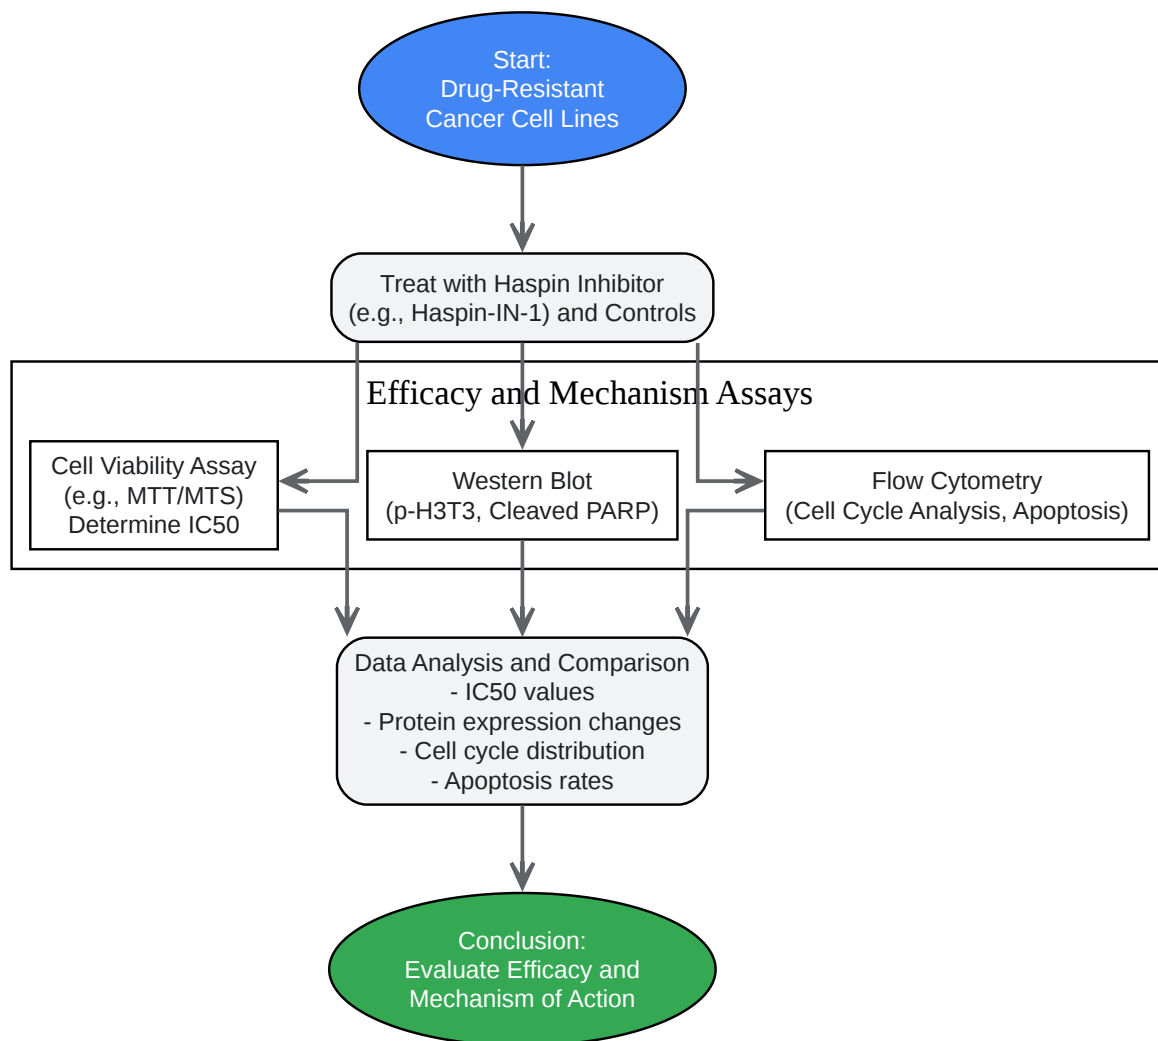 Start:
Drug-Resistant
Cancer Cell Lines
Treat with Haspin Inhibitor
(e.g., Haspin-IN-1) and Controls
Efficacy and Mechanism Assays
Cell Viability Assay
(e.g., MTT/MTS)
Determine IC50
Western Blot
(p-H3T3, Cleaved PARP)
Flow Cytometry
(Cell Cycle Analysis, Apoptosis)
Data Analysis and Comparison
- IC50 values
- Protein expression changes
- Cell cycle distribution
- Apoptosis rates
Conclusion:
Evaluate Efficacy and
Mechanism of Action